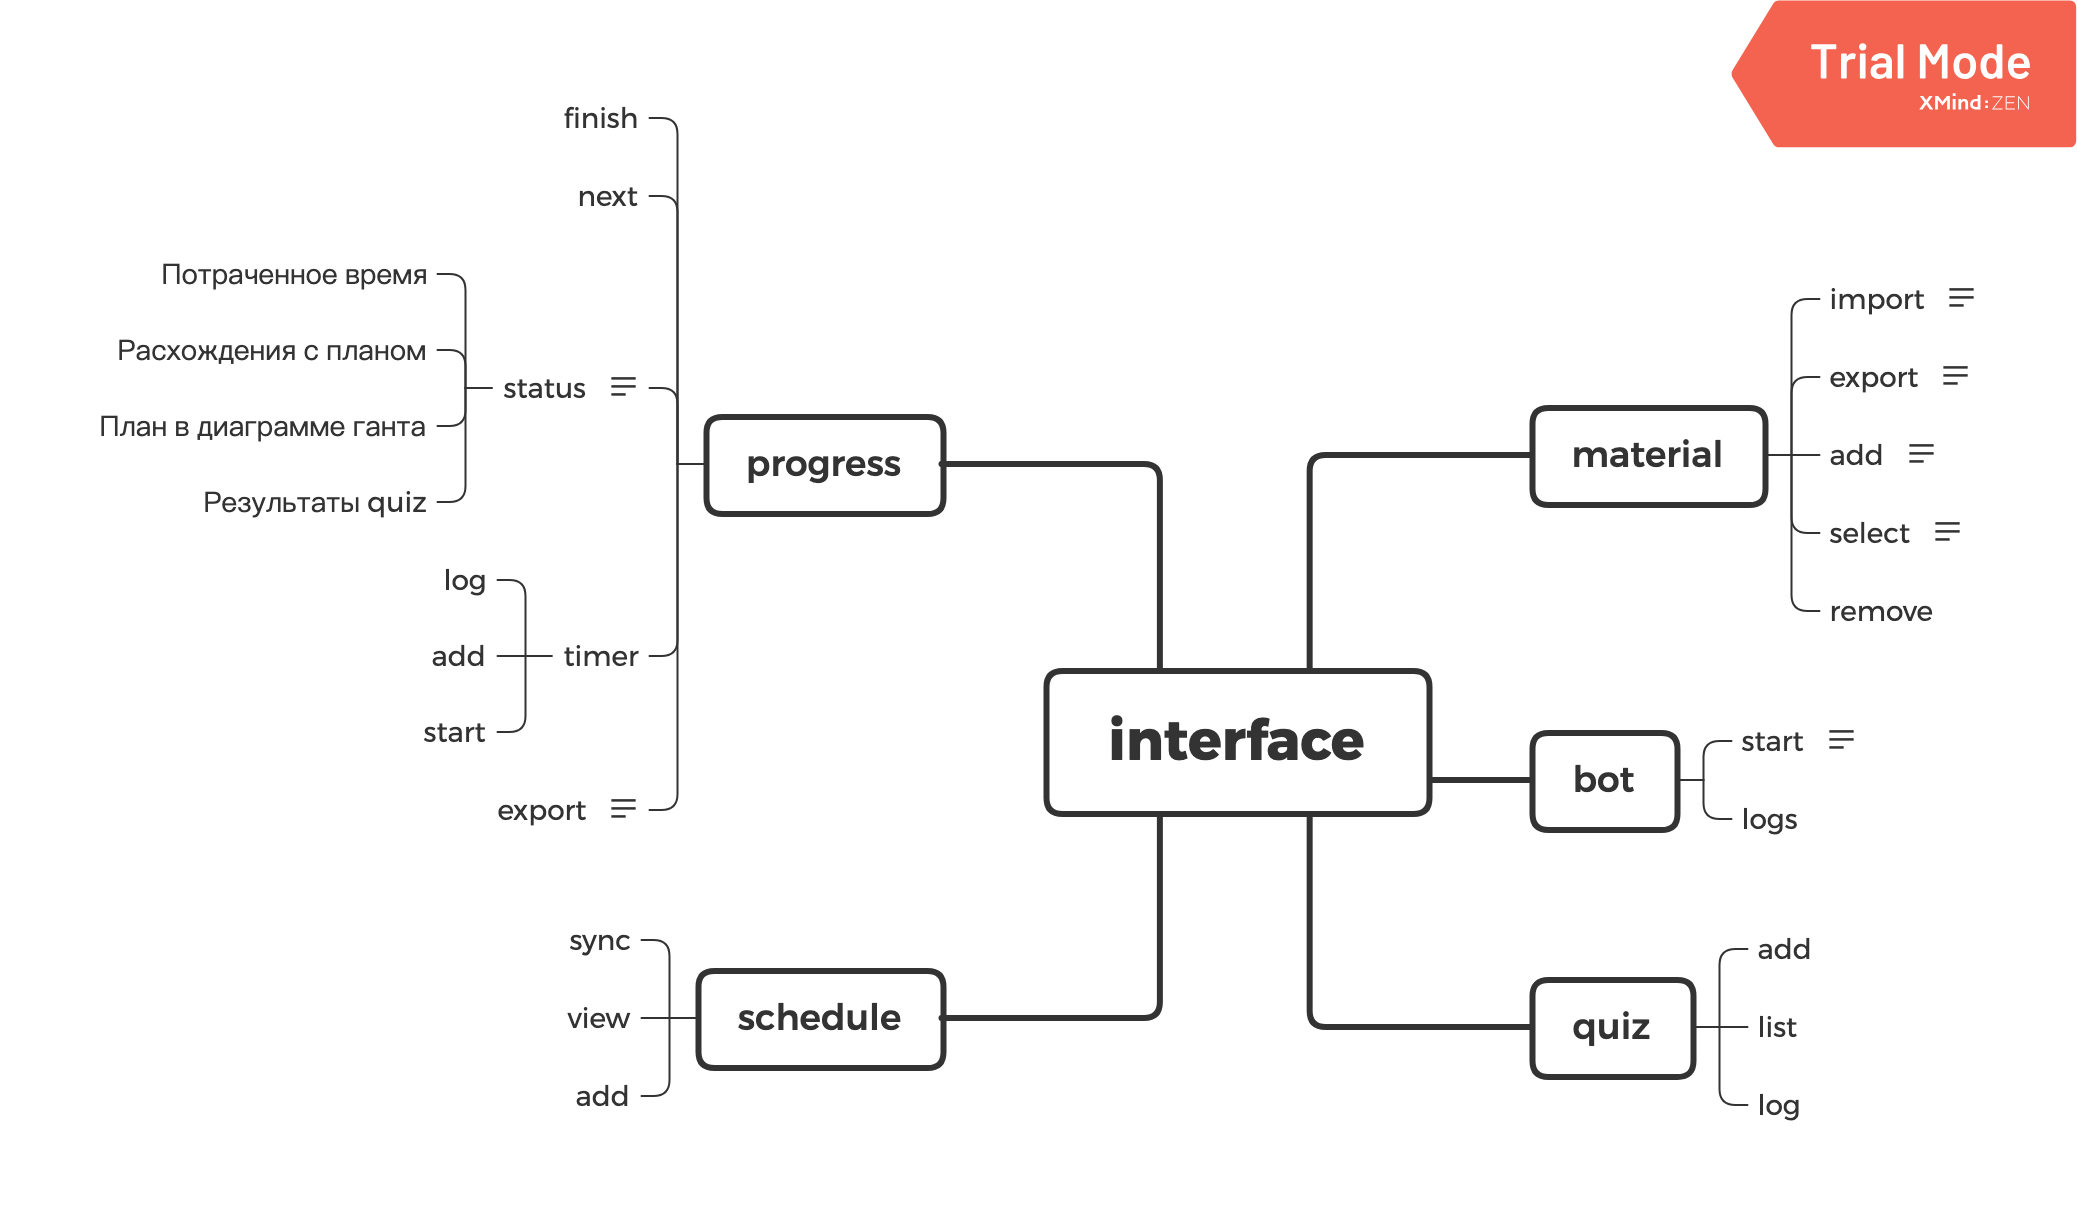 Trial Mode
XMind:ZEN
interface
material
import
export
add
select
remove
bot
start
logs
quiz
add
list
log
progress
finish
next
status
Потраченное время
Расхождения с планом
План в диаграмме ганта
Результаты quiz
timer
log
add
start
export
schedule
sync
view
add